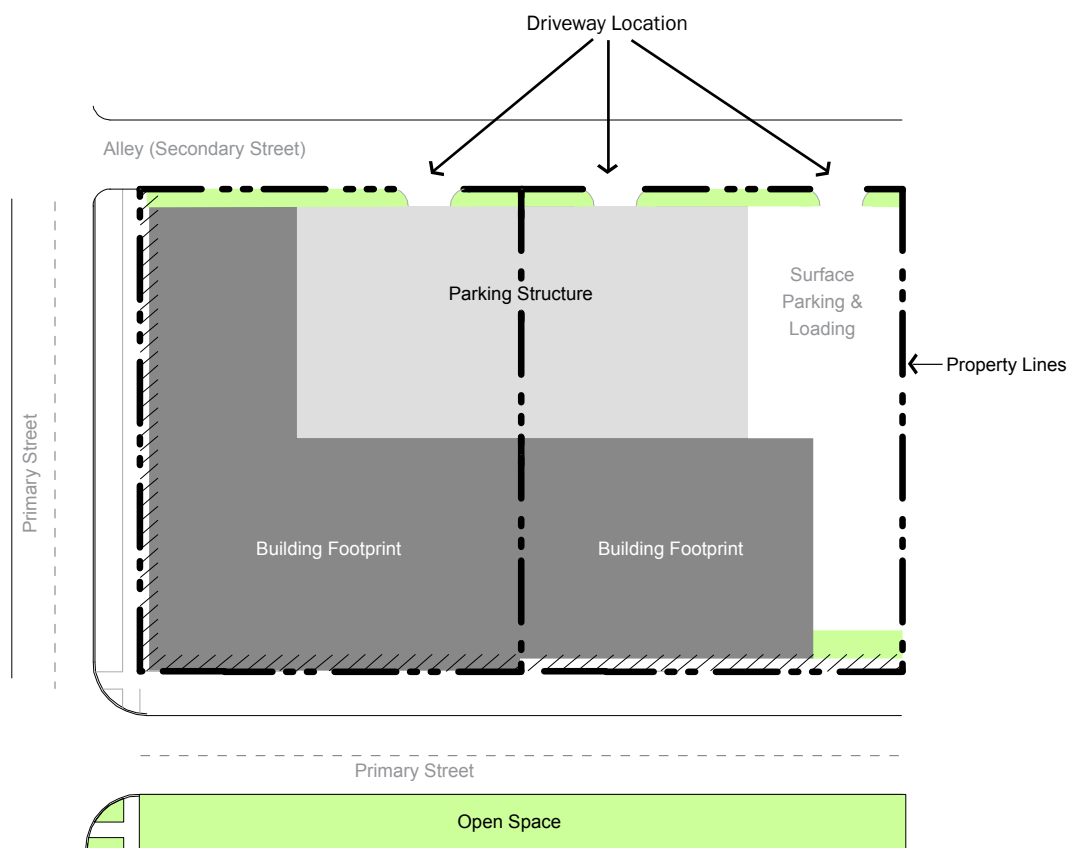 Driveway Location
Alley (Secondary Street)
Surface
Parking &
Loading
Parking Structure
Property Lines
Primary Street
Building Footprint
Building Footprint
Primary Street
Open Space